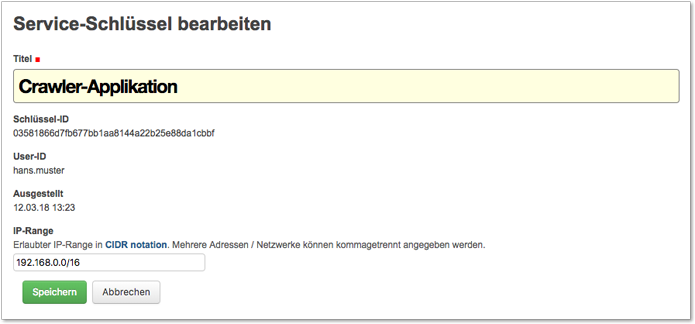 Service-Schlüssel bearbeiten
Titel
Crawler-Applikation
Schlüssel-ID
03581866d7fb677bb1aa8144a22b25e88da1cbbf
User-ID
hans.muster
Ausgestellt
12.03.18 13:23
IP-Range
Erlaubter IP-Range in CIDR notation. Mehrere Adressen / Netzwerke können kommagetrennt angegeben werden.
192.168.0.0/16
Speichern Abbrechen